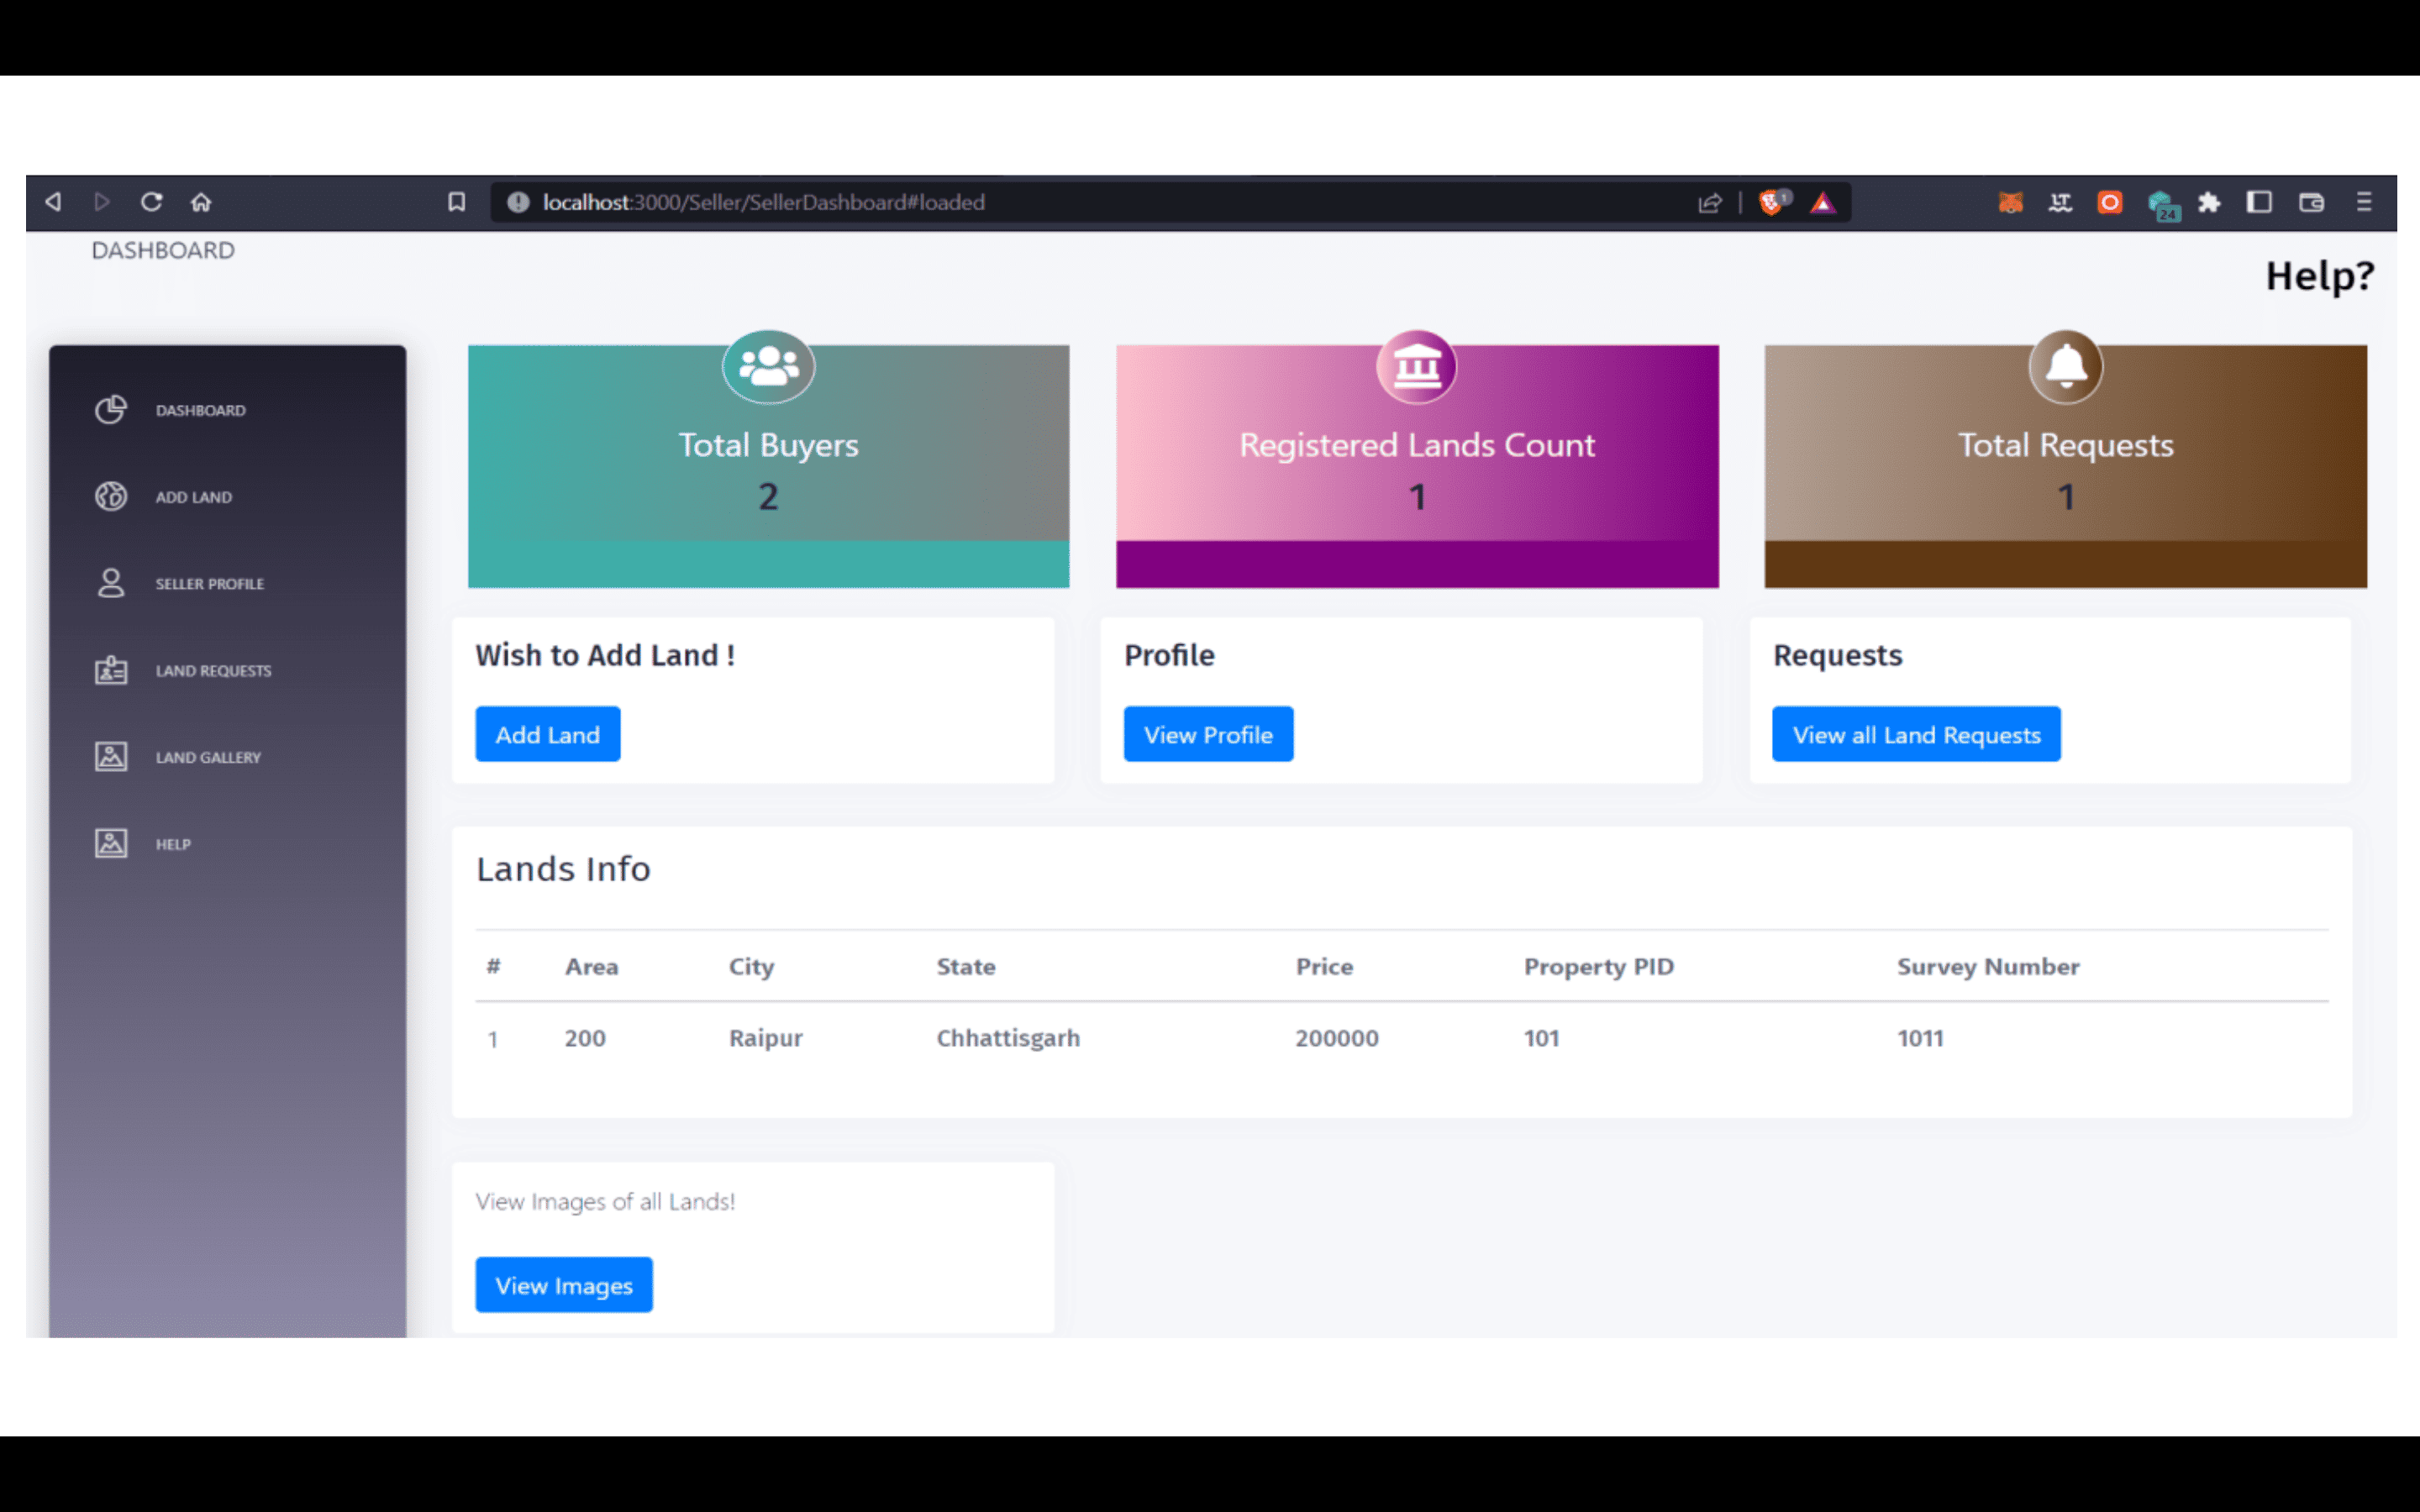 localhost:3000/Seller/SellerDashboard#loaded
1
24
DASHBOARD
Help?
DASHBOARD
ADD LAND
SELLER PROFILE
LAND REQUESTS
LAND GALLERY
HELP
Total Buyers
2
Registered Lands Count
1
Total Requests
1
Wish to Add Land !
Add Land
Profile
View Profile
Requests
View all Land Requests
Lands Info
# Area City State Price Property PID Survey Number
1 200 Raipur Chhattisgarh 200000 101 1011
View Images of all Lands!
View Images